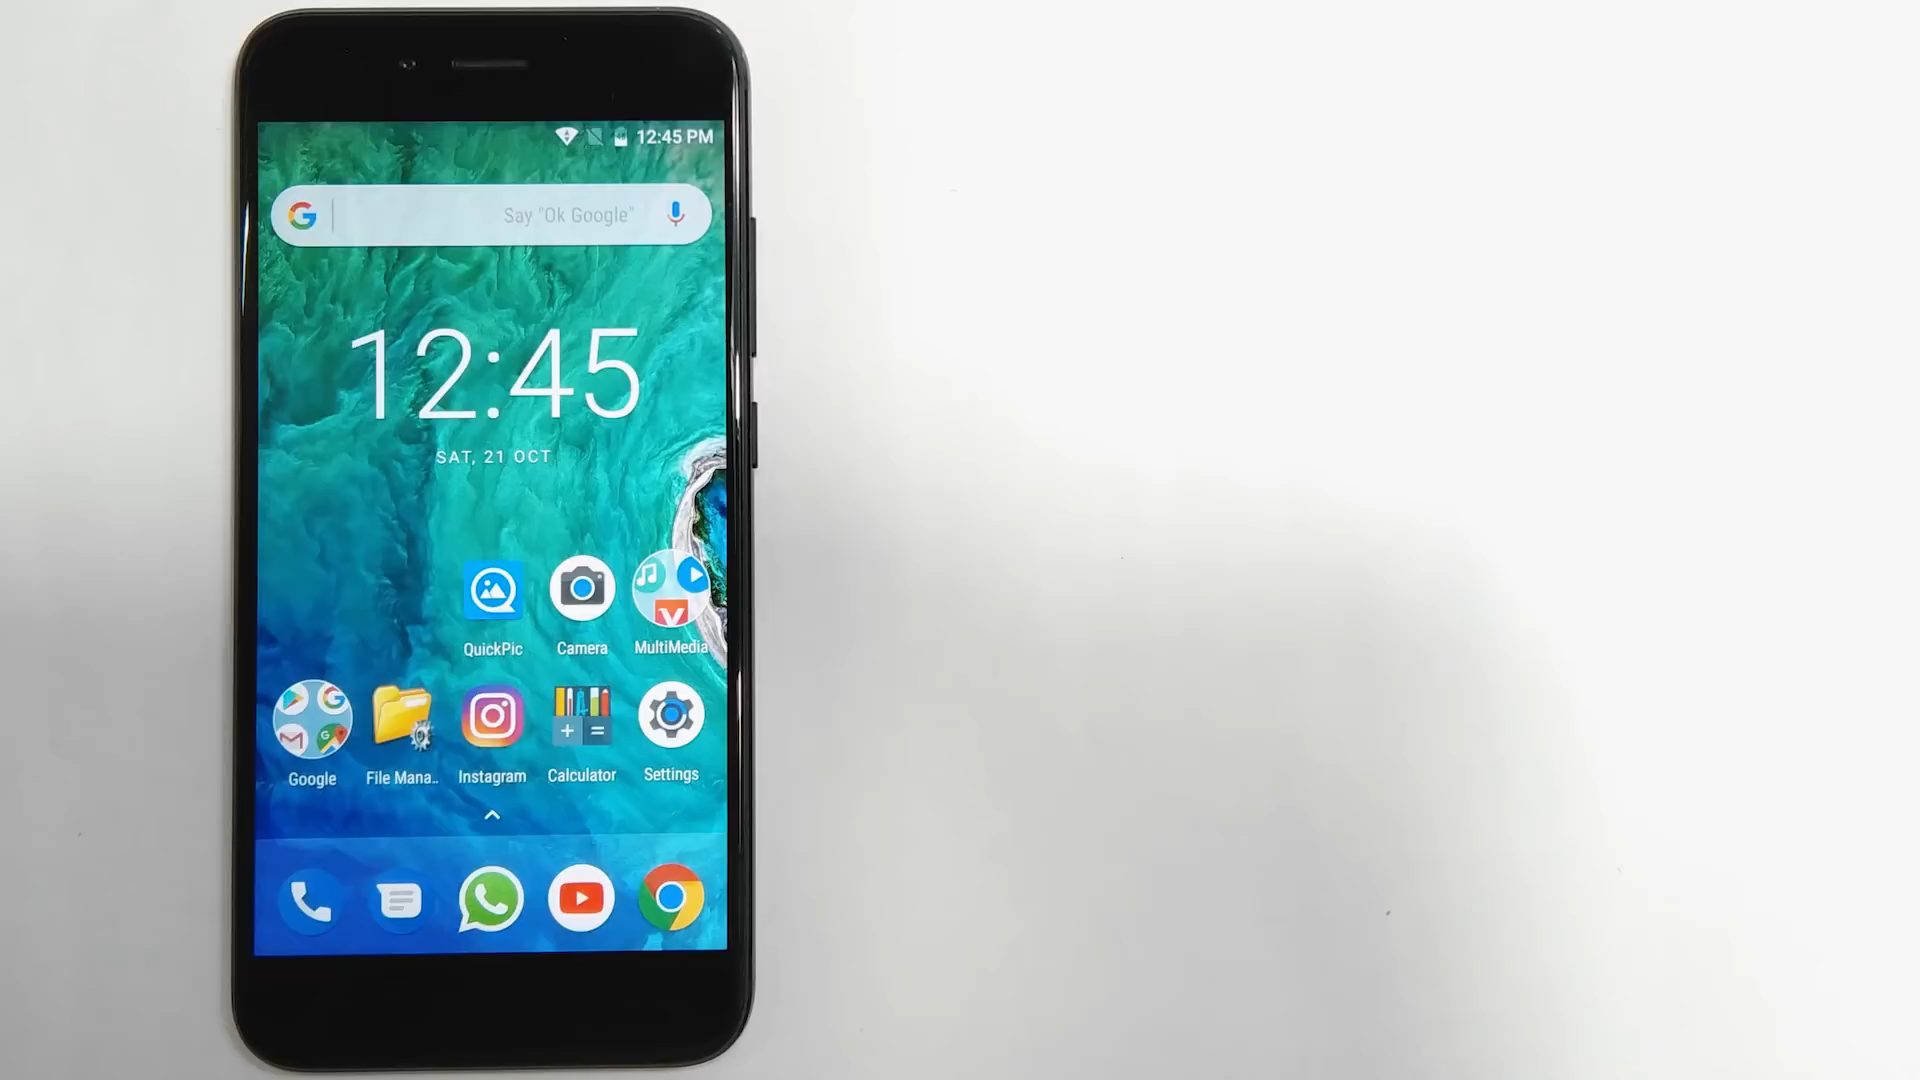 12:45 PM
Say "Ok Google"
12:45
SAT, 21 OCT
QuickPic Camera MultiMedia
Google File Mana.. Instagram Calculator Settings